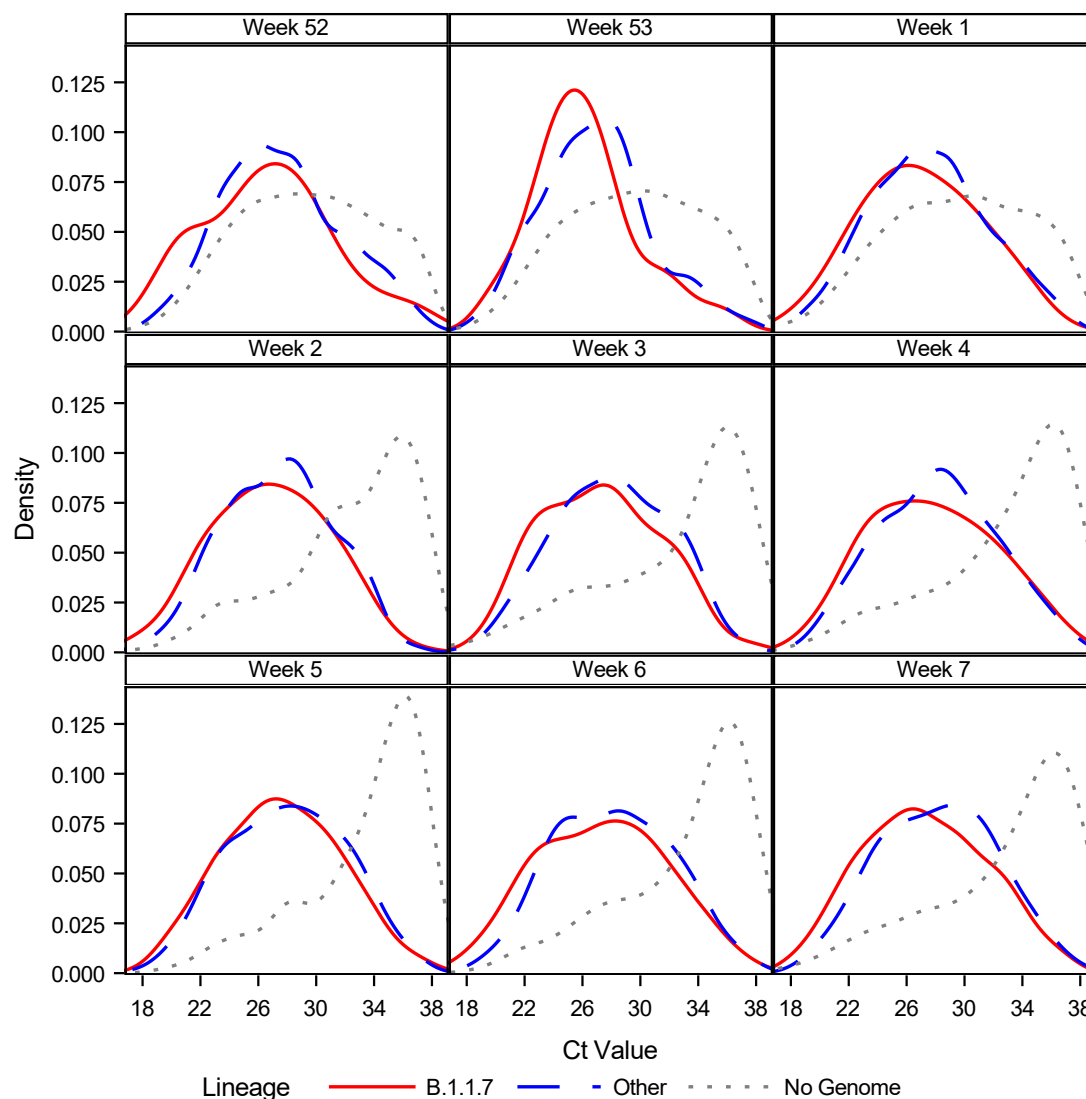 Week 52 Week 53 Week 1
0.125
0.100
0.075
0.050
0.025
0.000
Week 2 Week 3 Week 4
0.125
0.100
0.075
0.050
0.025
0.000
Density
Week 5 Week 6 Week 7
0.125
0.100
0.075
0.050
0.025
0.000
18 22 26 30 34 38 18 22 26 30 34 38 18 22 26 30 34 38
Ct Value
Lineage B.1.1.7 Other No Genome